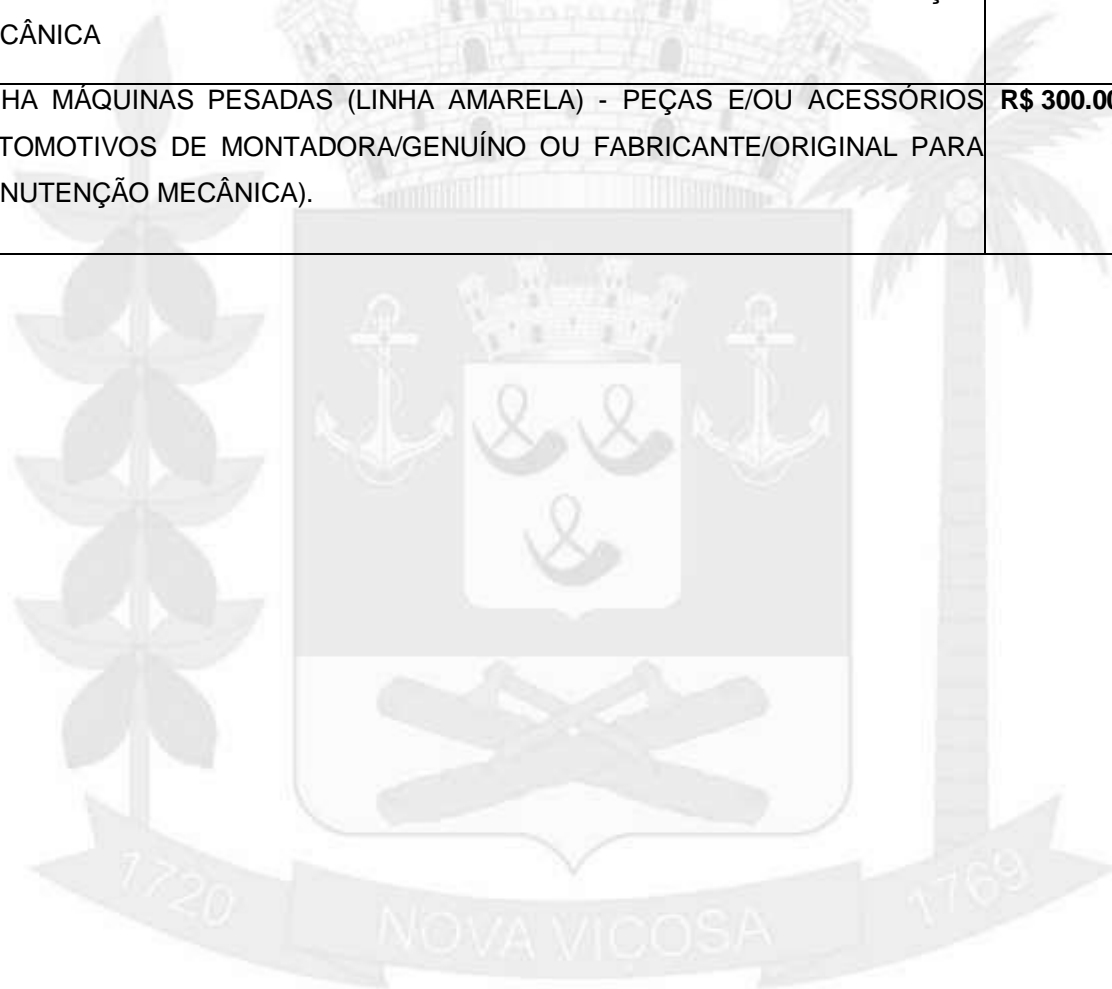 CÂNICA
HA MÁQUINAS PESADAS (LINHA AMARELA) - PEÇAS E/OU ACESSÓRIOS R$ 300.00
TOMOTIVOS DE MONTADORA/GENUÍNO OU FABRICANTE/ORIGINAL PARA
NUTENÇÃO MECÂNICA).
1720 NOVA VIÇOSA 1769